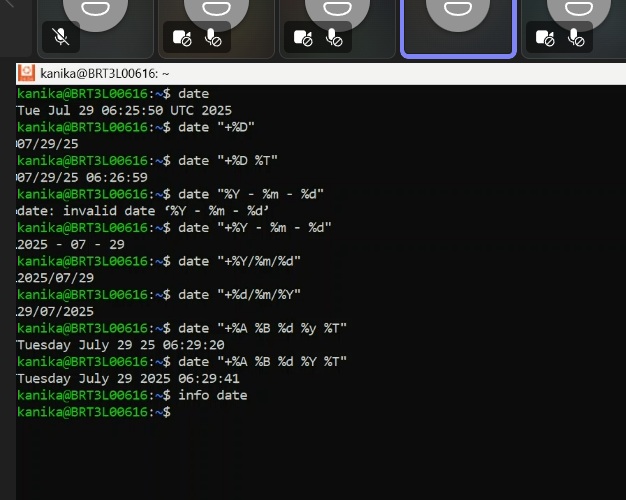 kanika@BRT3L00616: ~
kanika@BRT3L00616:~$ date
Tue Jul 29 06:25:50 UTC 2025
kanika@BRT3L00616:~$ date "+%D"
07/29/25
kanika@BRT3L00616:~$ date "+%D %T"
07/29/25 06:26:59
kanika@BRT3L00616:~$ date "%Y - %m - %d"
date: invalid date ‘%Y - %m - %d’
kanika@BRT3L00616:~$ date "+%Y - %m - %d"
2025 - 07 - 29
kanika@BRT3L00616:~$ date "+%Y/%m/%d"
2025/07/29
kanika@BRT3L00616:~$ date "+%d/%m/%Y"
29/07/2025
kanika@BRT3L00616:~$ date "+%A %B %d %y %T"
Tuesday July 29 25 06:29:20
kanika@BRT3L00616:~$ date "+%A %B %d %Y %T"
Tuesday July 29 2025 06:29:41
kanika@BRT3L00616:~$ info date
kanika@BRT3L00616:~$